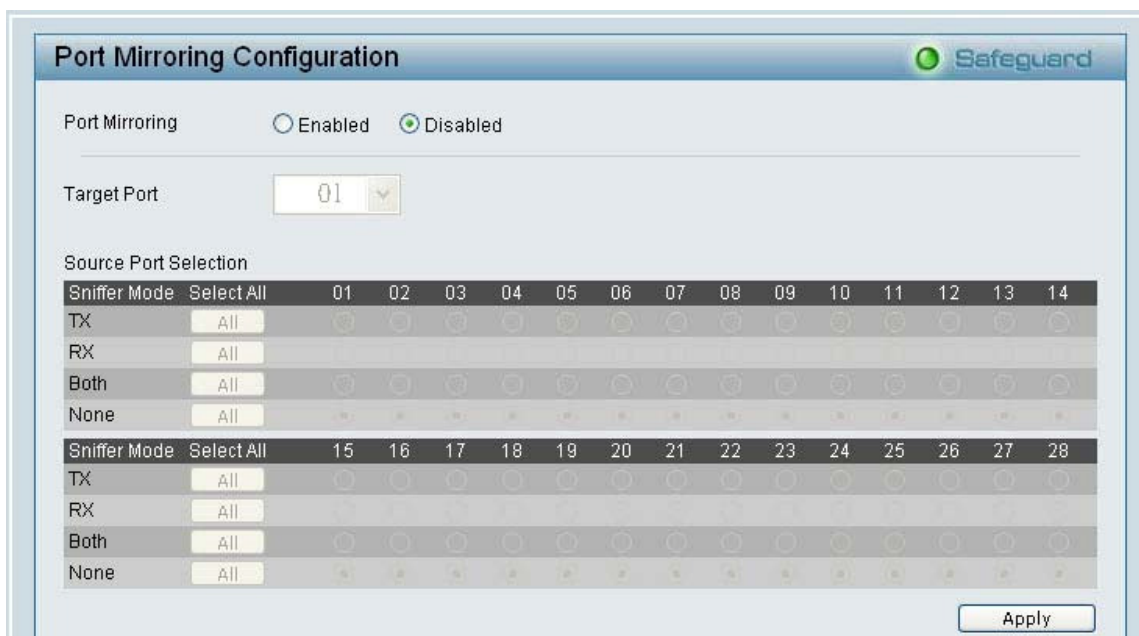 Port Mirroring Configuration Safeguard
Port Mirroring Enabled Disabled
Target Port 01
Source Port Selection
Sniffer Mode Select All 01 02 03 04 05 06 07 08 09 10 11 12 13 14
TX All
RX All
Both All
None All
Sniffer Mode Select All 15 16 17 18 19 20 21 22 23 24 25 26 27 28
TX All
RX All
Both All
None All
Apply